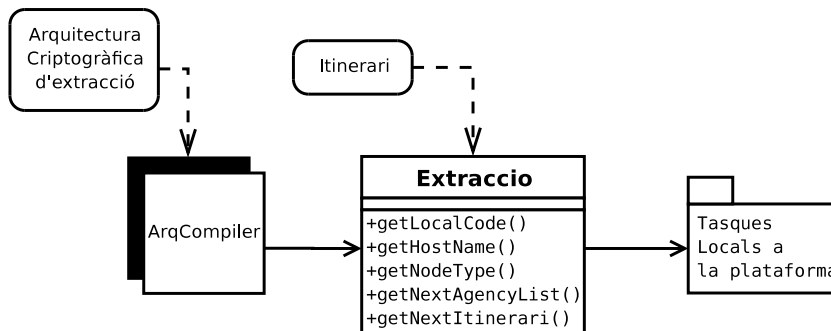 Arquitectura
Criptogràfica
d'extracció
Itinerari
ArqCompiler
Extraccio
+getLocalCode()
+getHostName()
+getNodeType()
+getNextAgencyList()
+getNextItinerari()
Tasques
Locals a
la plataforma